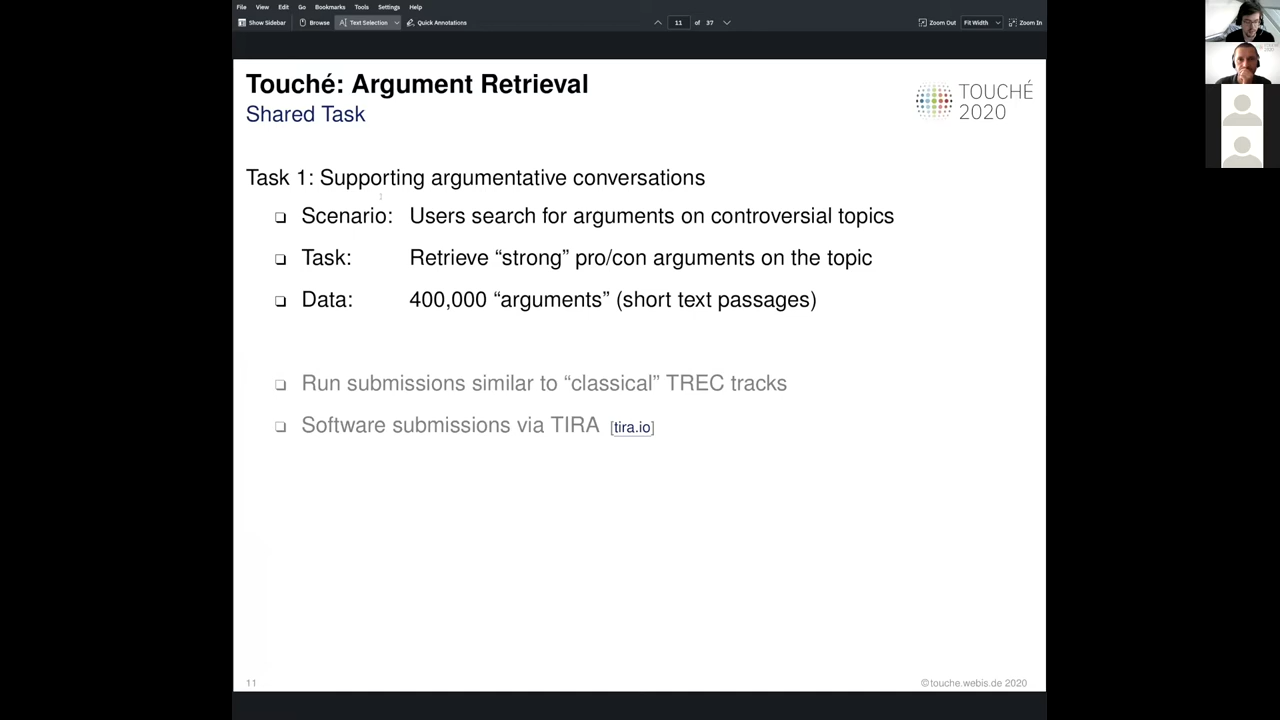 File View Edit Go Bookmarks Tools Settings Help
Show Sidebar Browse Text Selection Quick Annotations 11 of 37 Zoom Out Fit Width Zoom In
Touché: Argument Retrieval
Shared Task
TOUCHÉ
2020
Task 1: Supporting argumentative conversations
❑ Scenario: Users search for arguments on controversial topics
❑ Task: Retrieve “strong” pro/con arguments on the topic
❑ Data: 400,000 “arguments” (short text passages)
❑ Run submissions similar to “classical” TREC tracks
❑ Software submissions via TIRA [tira.io]
11 ©touche.webis.de 2020